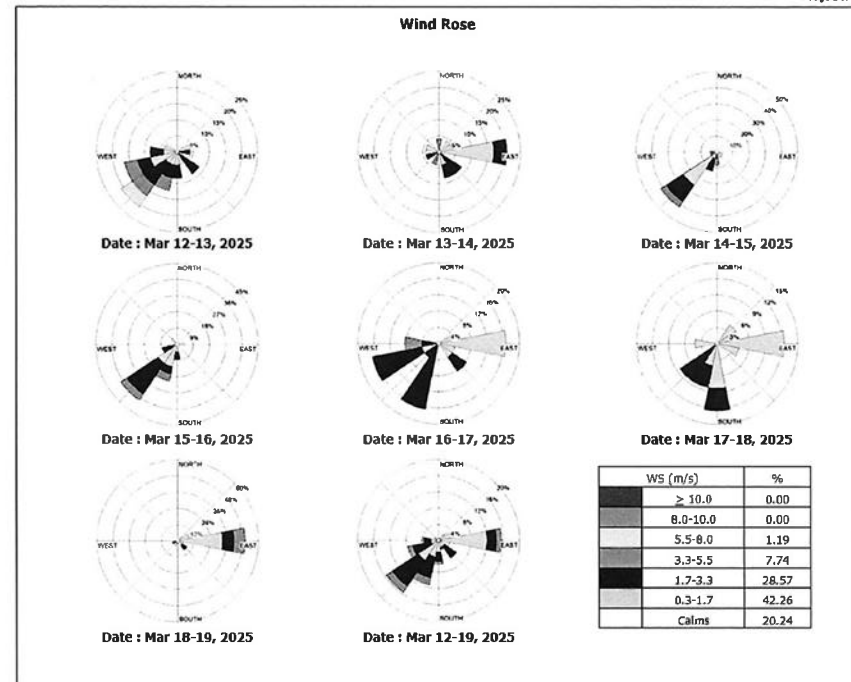 Wind Rose
NORTH
25%
20%
15%
10%
5%
WEST
EAST
SOUTH
Date : Mar 12-13, 2025
NORTH
25%
20%
15%
10%
5%
WEST
EAST
SOUTH
Date : Mar 13-14, 2025
NORTH
50%
40%
30%
20%
10%
WEST
EAST
SOUTH
Date : Mar 14-15, 2025
NORTH
45%
36%
27%
18%
9%
WEST
EAST
SOUTH
Date : Mar 15-16, 2025
NORTH
20%
16%
12%
8%
4%
WEST
EAST
SOUTH
Date : Mar 16-17, 2025
NORTH
15%
12%
9%
6%
3%
WEST
EAST
SOUTH
Date : Mar 17-18, 2025
NORTH
60%
48%
36%
24%
12%
WEST
EAST
SOUTH
Date : Mar 18-19, 2025
NORTH
20%
16%
12%
8%
4%
WEST
EAST
SOUTH
Date : Mar 12-19, 2025
WS (m/s) %
≥ 10.0 0.00
8.0-10.0 0.00
5.5-8.0 1.19
3.3-5.5 7.74
1.7-3.3 28.57
0.3-1.7 42.26
Calms 20.24